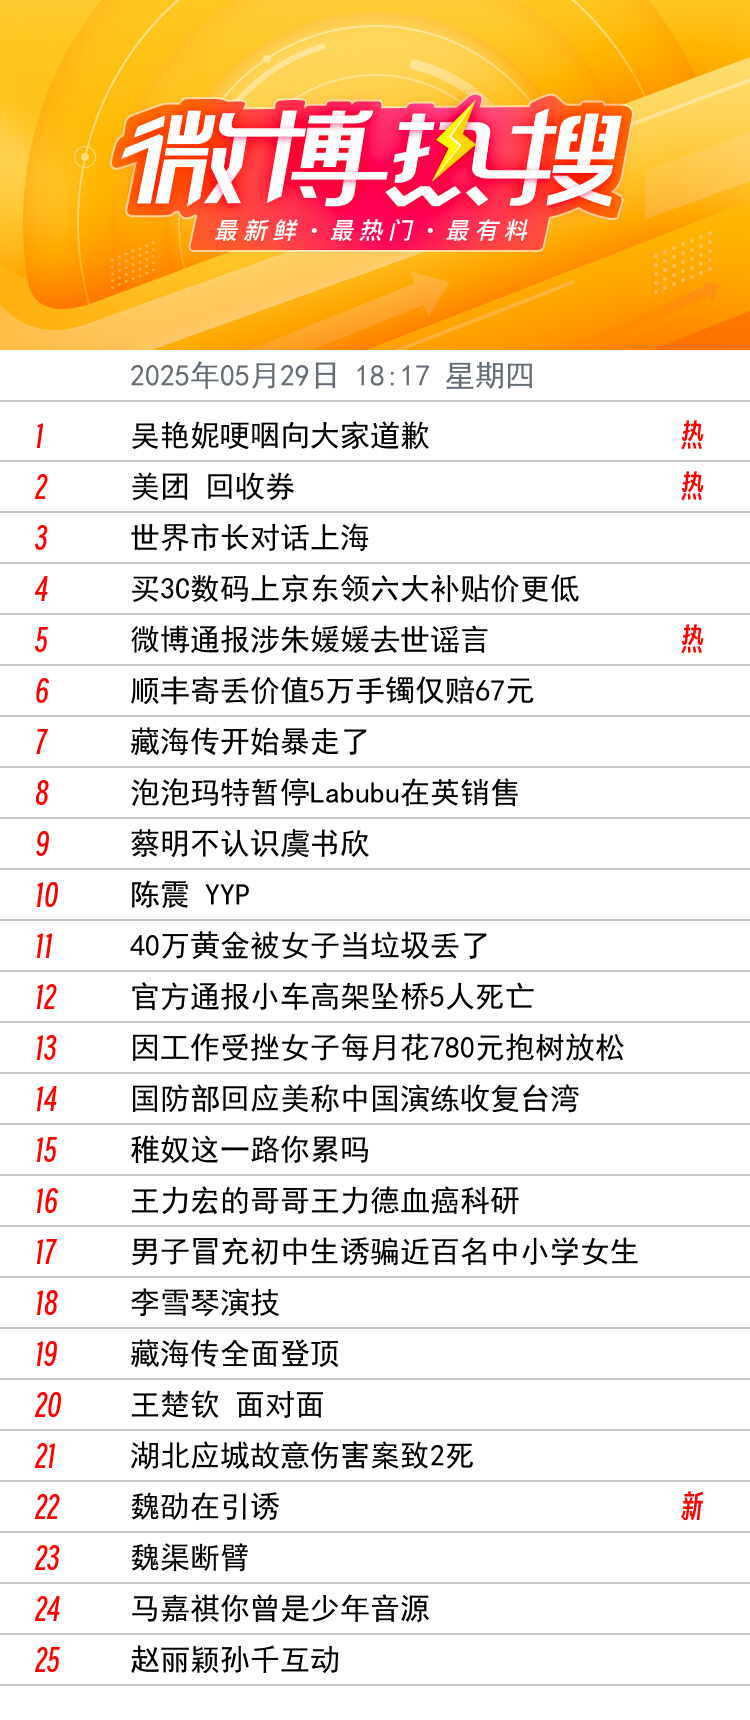 微博热搜
最新鲜·最热门·最有料
2025年05月29日 18:17 星期四
1 吴艳妮哽咽向大家道歉 热
2 美团 回收券 热
3 世界市长对话上海
4 买3C数码上京东领六大补贴价更低
5 微博通报涉朱媛媛去世谣言 热
6 顺丰寄丢价值5万手镯仅赔67元
7 藏海传开始暴走了
8 泡泡玛特暂停Labubu在英销售
9 蔡明不认识虞书欣
10 陈震 YYP
11 40万黄金被女子当垃圾丢了
12 官方通报小车高架坠桥5人死亡
13 因工作受挫女子每月花780元抱树放松
14 国防部回应美称中国演练收复台湾
15 稚奴这一路你累吗
16 王力宏的哥哥王力德血癌科研
17 男子冒充初中生诱骗近百名中小学女生
18 李雪琴演技
19 藏海传全面登顶
20 王楚钦 面对面
21 湖北应城故意伤害案致2死
22 魏劭在引诱 新
23 魏渠断臂
24 马嘉祺你曾是少年音源
25 赵丽颖孙千互动